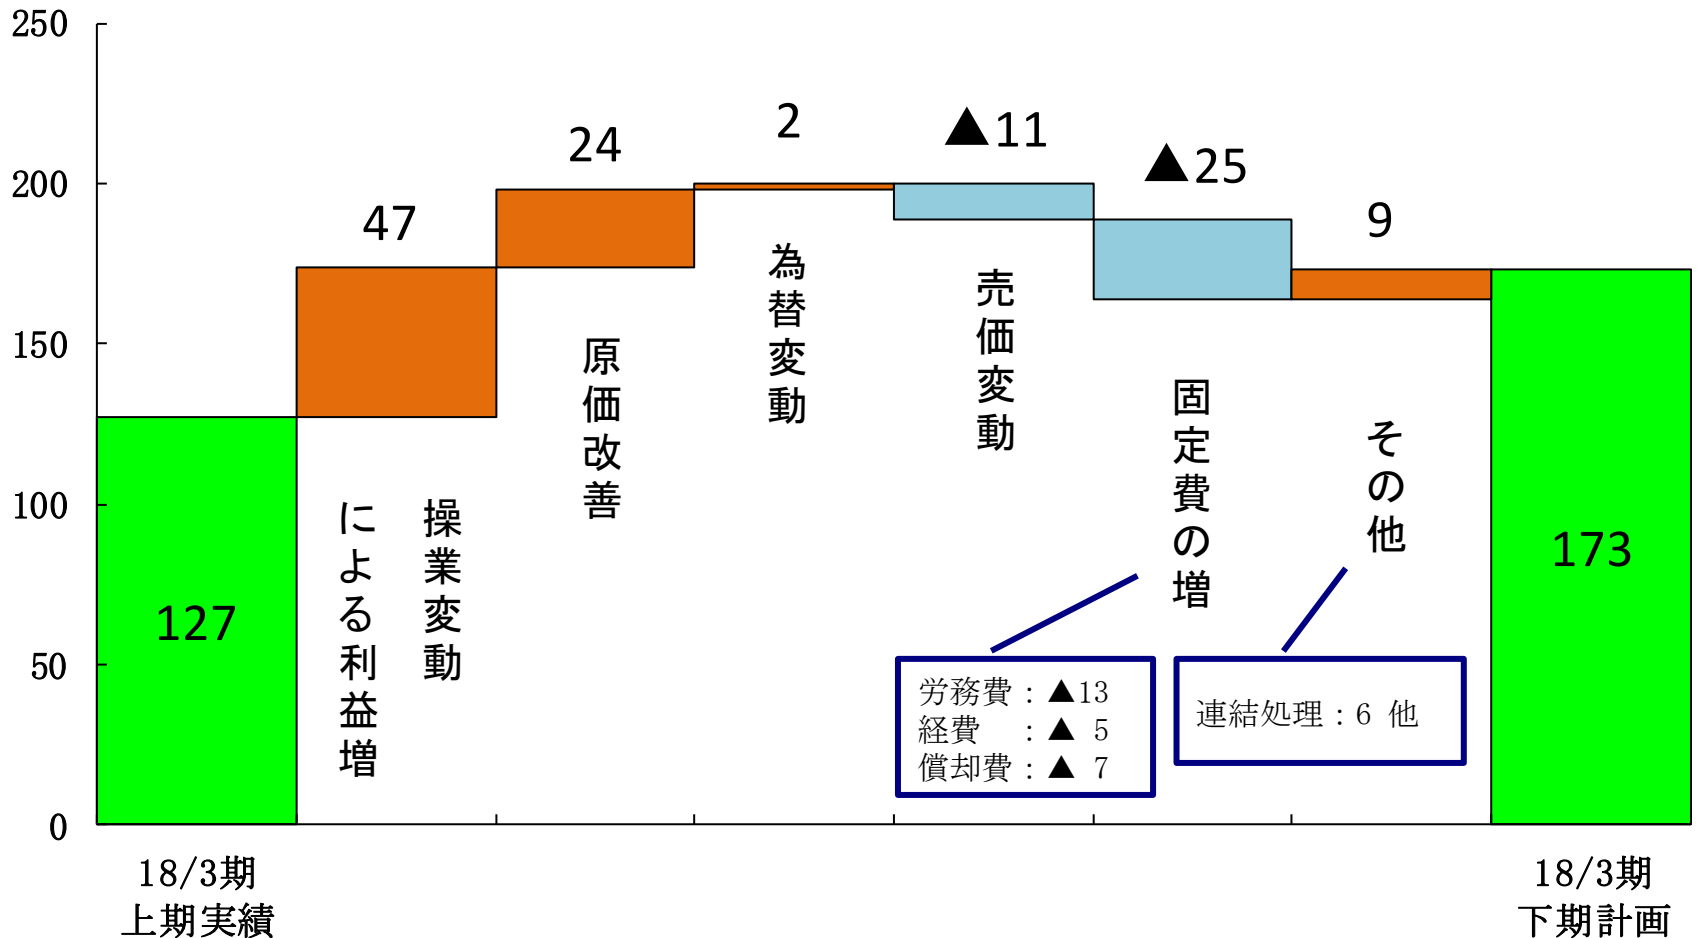 250
200
150
100
50
0
127
47
操業変動
による利益増
24
原価改善
2
為替変動
▲11
売価変動
▲25
固定費の増
9
その他
173
労務費：▲13
経費　：▲ 5
償却費：▲ 7
連結処理：6 他
18/3期
上期実績
18/3期
下期計画